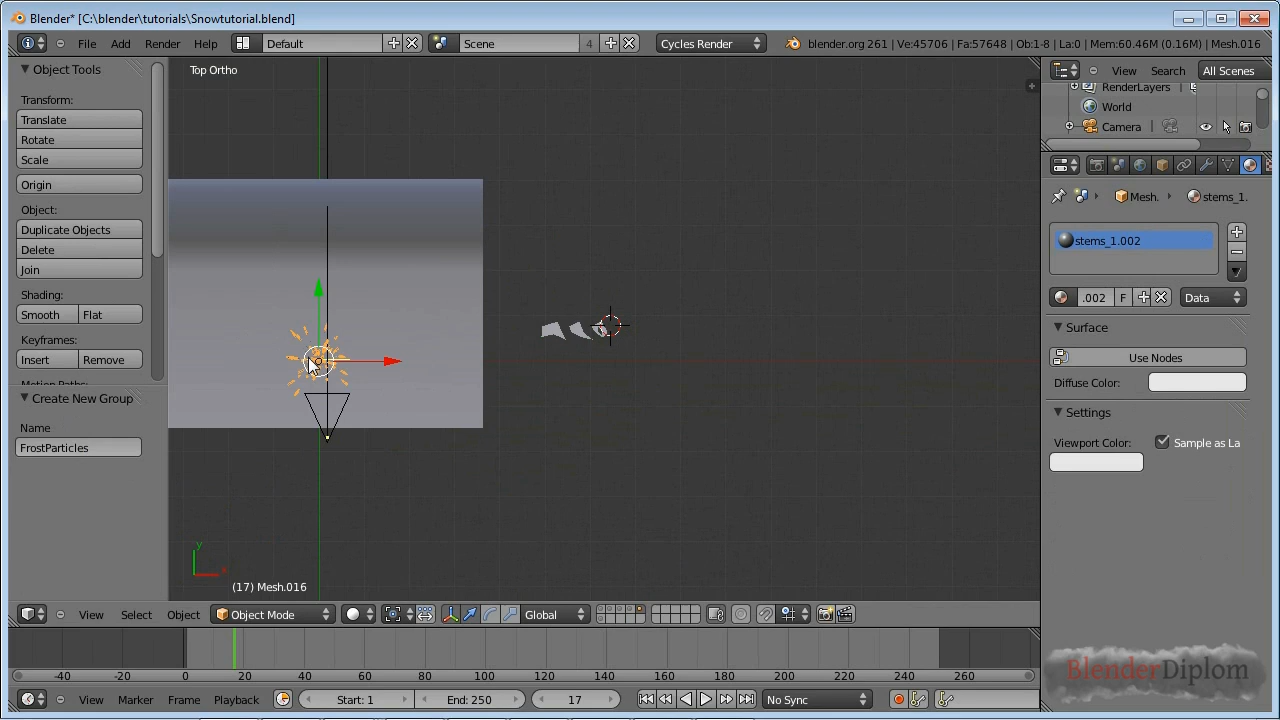 Blender* [C:\blender\tutorials\Snowtutorial.blend]
File Add Render Help Default Scene 4 Cycles Render blender.org 261 | Ve:45706 | Fa:57648 | Ob:1-8 | La:0 | Mem:60.46M (0.16M) | Mesh.016
Object Tools
Transform:
Translate
Rotate
Scale
Origin
Object:
Duplicate Objects
Delete
Join
Shading:
Smooth Flat
Keyframes:
Insert Remove
Motion Paths:
Create New Group
Name
FrostParticles
Top Ortho
y
x
(17) Mesh.016
View Select Object Object Mode Global
-40 -20 0 20 40 60 80 100 120 140 160 180 200 220 240 260
View Marker Frame Playback Start: 1 End: 250 17 No Sync
View Search All Scenes
RenderLayers
World
Camera
Mesh. stems_1.
stems_1.002
.002 F Data
Surface
Use Nodes
Diffuse Color:
Settings
Viewport Color: Sample as La
BlenderDiplom